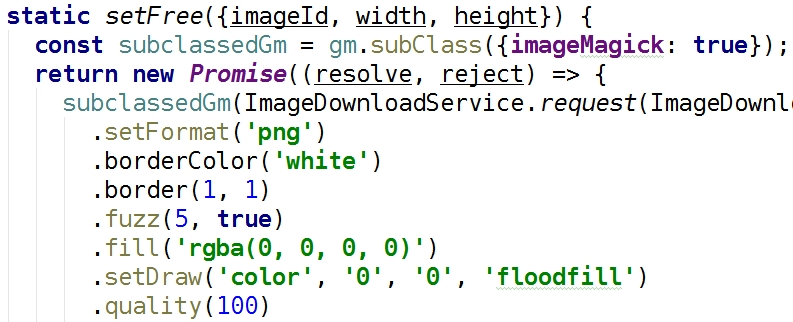 static setFree({imageId, width, height}) {
const subclassedGm = gm.subClass({imageMagick: true});
return new Promise((resolve, reject) => {
subclassedGm(ImageDownloadService.request(ImageDownl
.setFormat('png')
.borderColor('white')
.border(1, 1)
.fuzz(5, true)
.fill('rgba(0, 0, 0, 0)')
.setDraw('color', '0', '0', 'floodfill')
.quality(100)